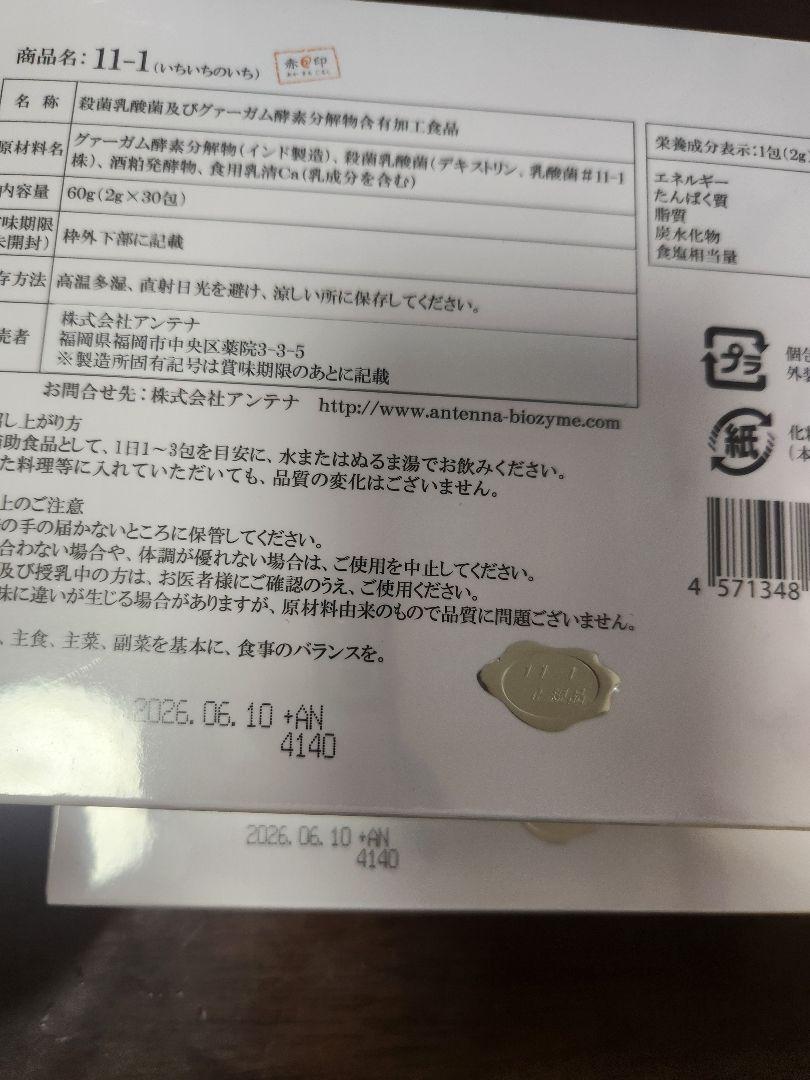 商品名：11-1（いちいちのいち） 赤@印
名称 殺菌乳酸菌及びグァーガム酵素分解物含有加工食品
原材料名 グァーガム酵素分解物（インド製造）、殺菌乳酸菌（デキストリン、乳酸菌＃11-1
株）、酒粕発酵物、食用乳清Ca（乳成分を含む）
内容量 60g（2g×30包）
味期限
未開封） 枠外下部に記載
存方法 高温多湿、直射日光を避け、涼しい所に保存してください。
売者 株式会社アンテナ
福岡県福岡市中央区薬院3-3-5
※製造所固有記号は賞味期限のあとに記載
お問合せ先：株式会社アンテナ http://www.antenna-biozyme.com
栄養成分表示：1包（2g）
エネルギー
たんぱく質
脂質
炭水化物
食塩相当量
プラ
個包
外装
紙
化粧
（本
4 571348
召し上がり方
補助食品として、1日1～3包を目安に、水またはぬるま湯でお飲みください。
た料理等に入れていただいても、品質の変化はございません。
上のご注意
の手の届かないところに保管してください。
合わない場合や、体調が優れない場合は、ご使用を中止してください。
及び授乳中の方は、お医者様にご確認のうえ、ご使用ください。
味に違いが生じる場合がありますが、原材料由来のもので品質に問題ございません。
、主食、主菜、副菜を基本に、食事のバランスを。
11-1
正規品
2026.06.10 +AN
4140
2026.06.10 +AN
4140